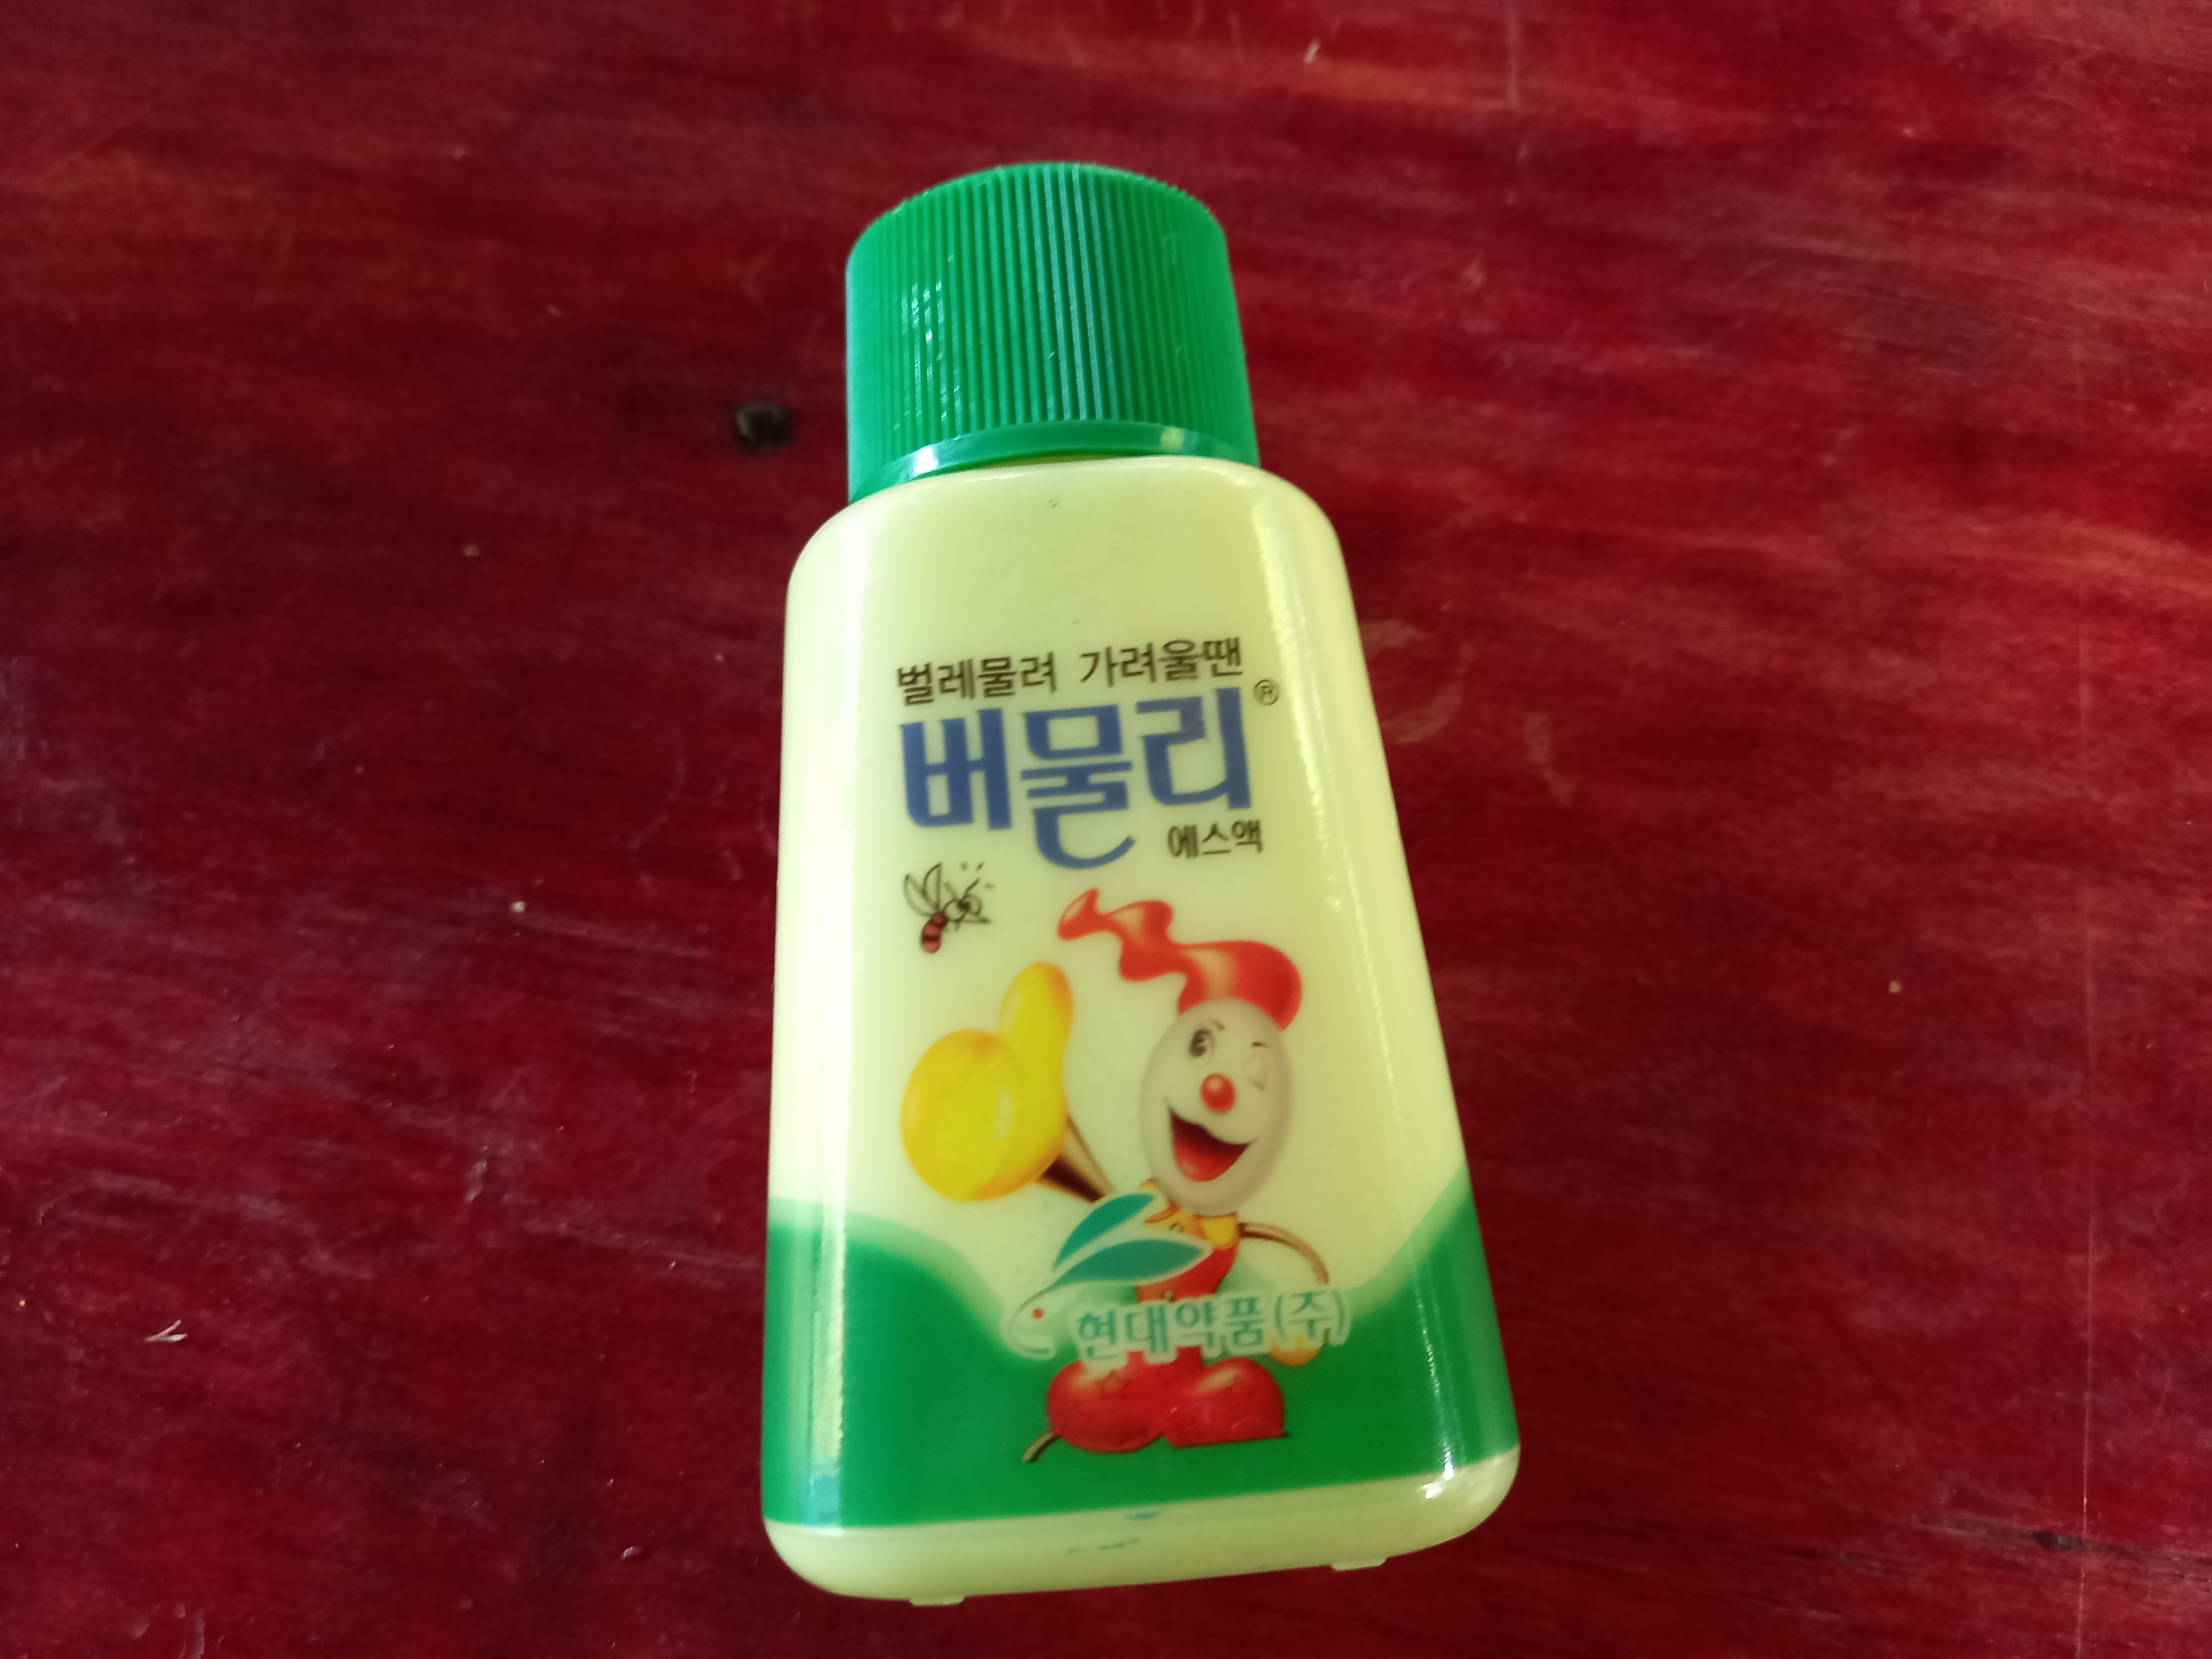 벌레물려 가려울땐
버물리®
에스액
현대약품(주)